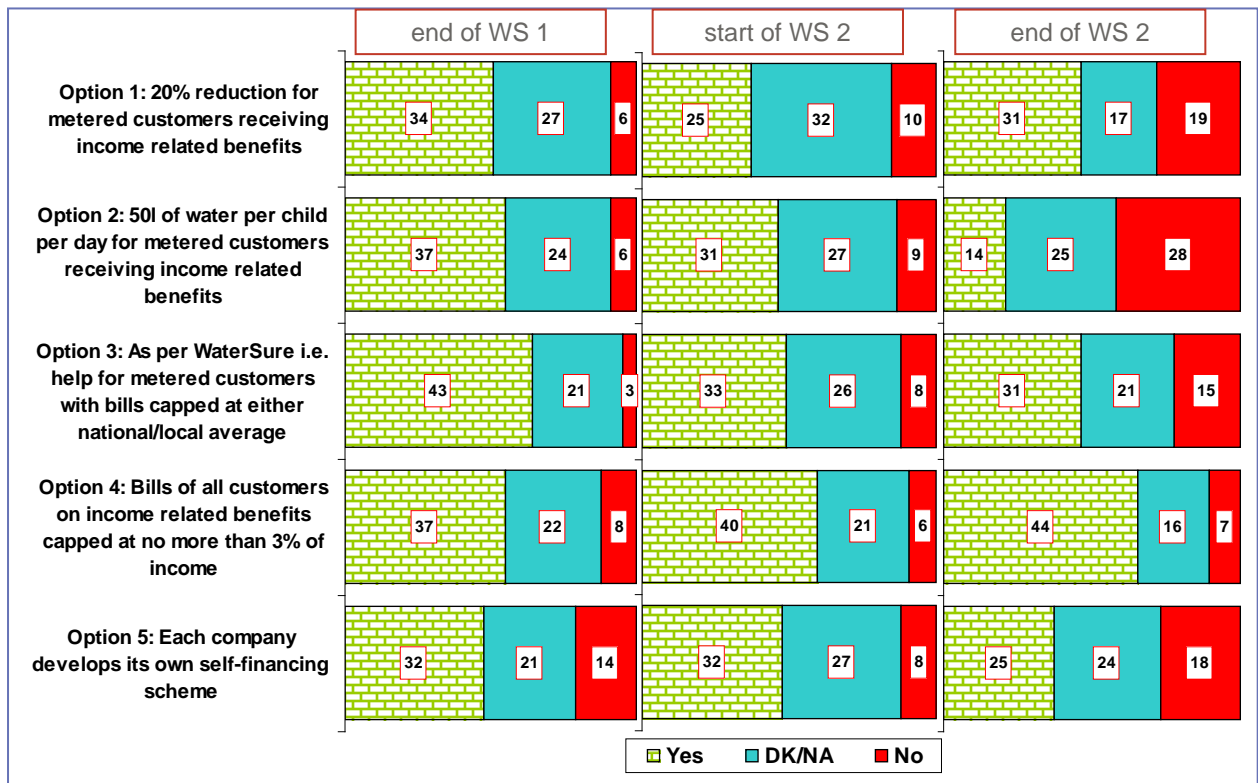 end of WS 1
start of WS 2
end of WS 2
Option 1: 20% reduction for
metered customers receiving
income related benefits
34
27
6
25
32
10
31
17
19
Option 2: 50l of water per child
per day for metered customers
receiving income related
benefits
37
24
6
31
27
9
14
25
28
Option 3: As per WaterSure i.e.
help for metered customers
with bills capped at either
national/local average
43
21
3
33
26
8
31
21
15
Option 4: Bills of all customers
on income related benefits
capped at no more than 3% of
income
37
22
8
40
21
6
44
16
7
Option 5: Each company
develops its own self-financing
scheme
32
21
14
32
27
8
25
24
18
Yes
DK/NA
No